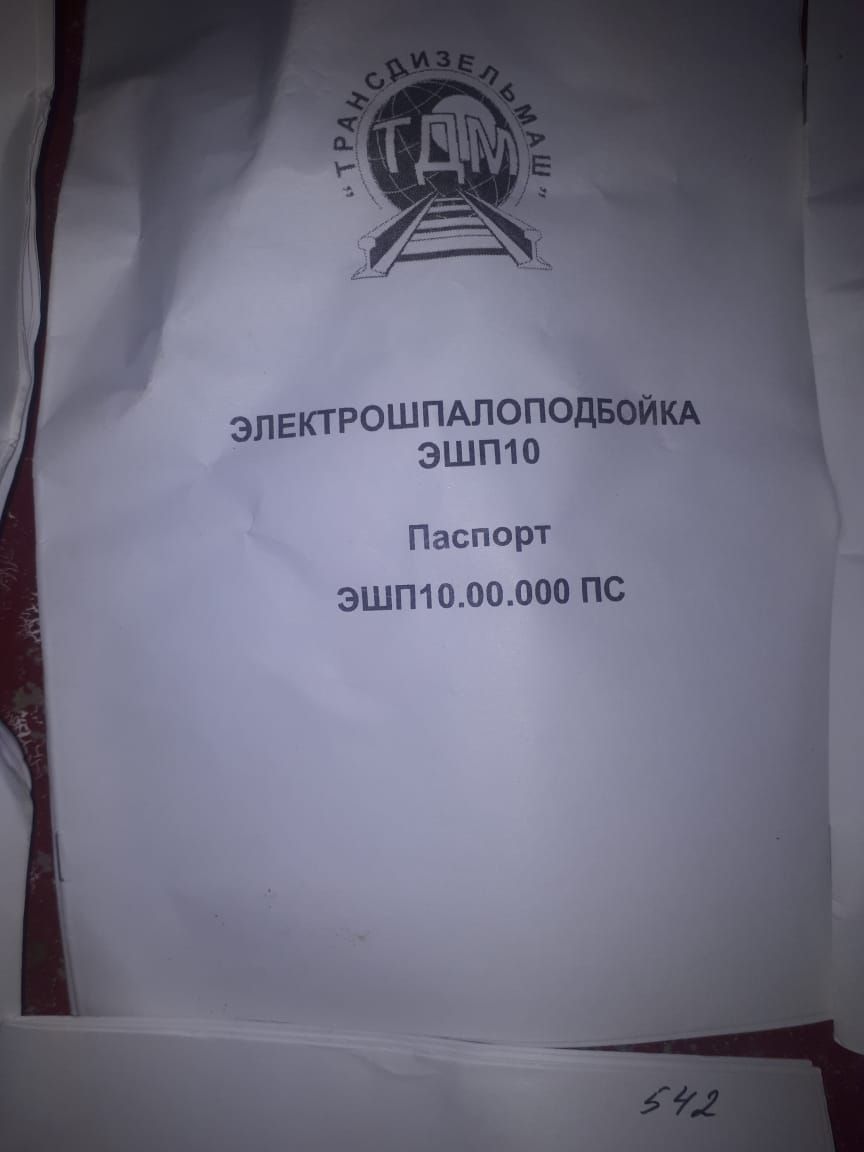 "ТРАНСДИЗЕЛЬМАШ"
ТДМ
ЭЛЕКТРОШПАЛОПОДБОЙКА
ЭШП10
Паспорт
ЭШП10.00.000 ПС
542